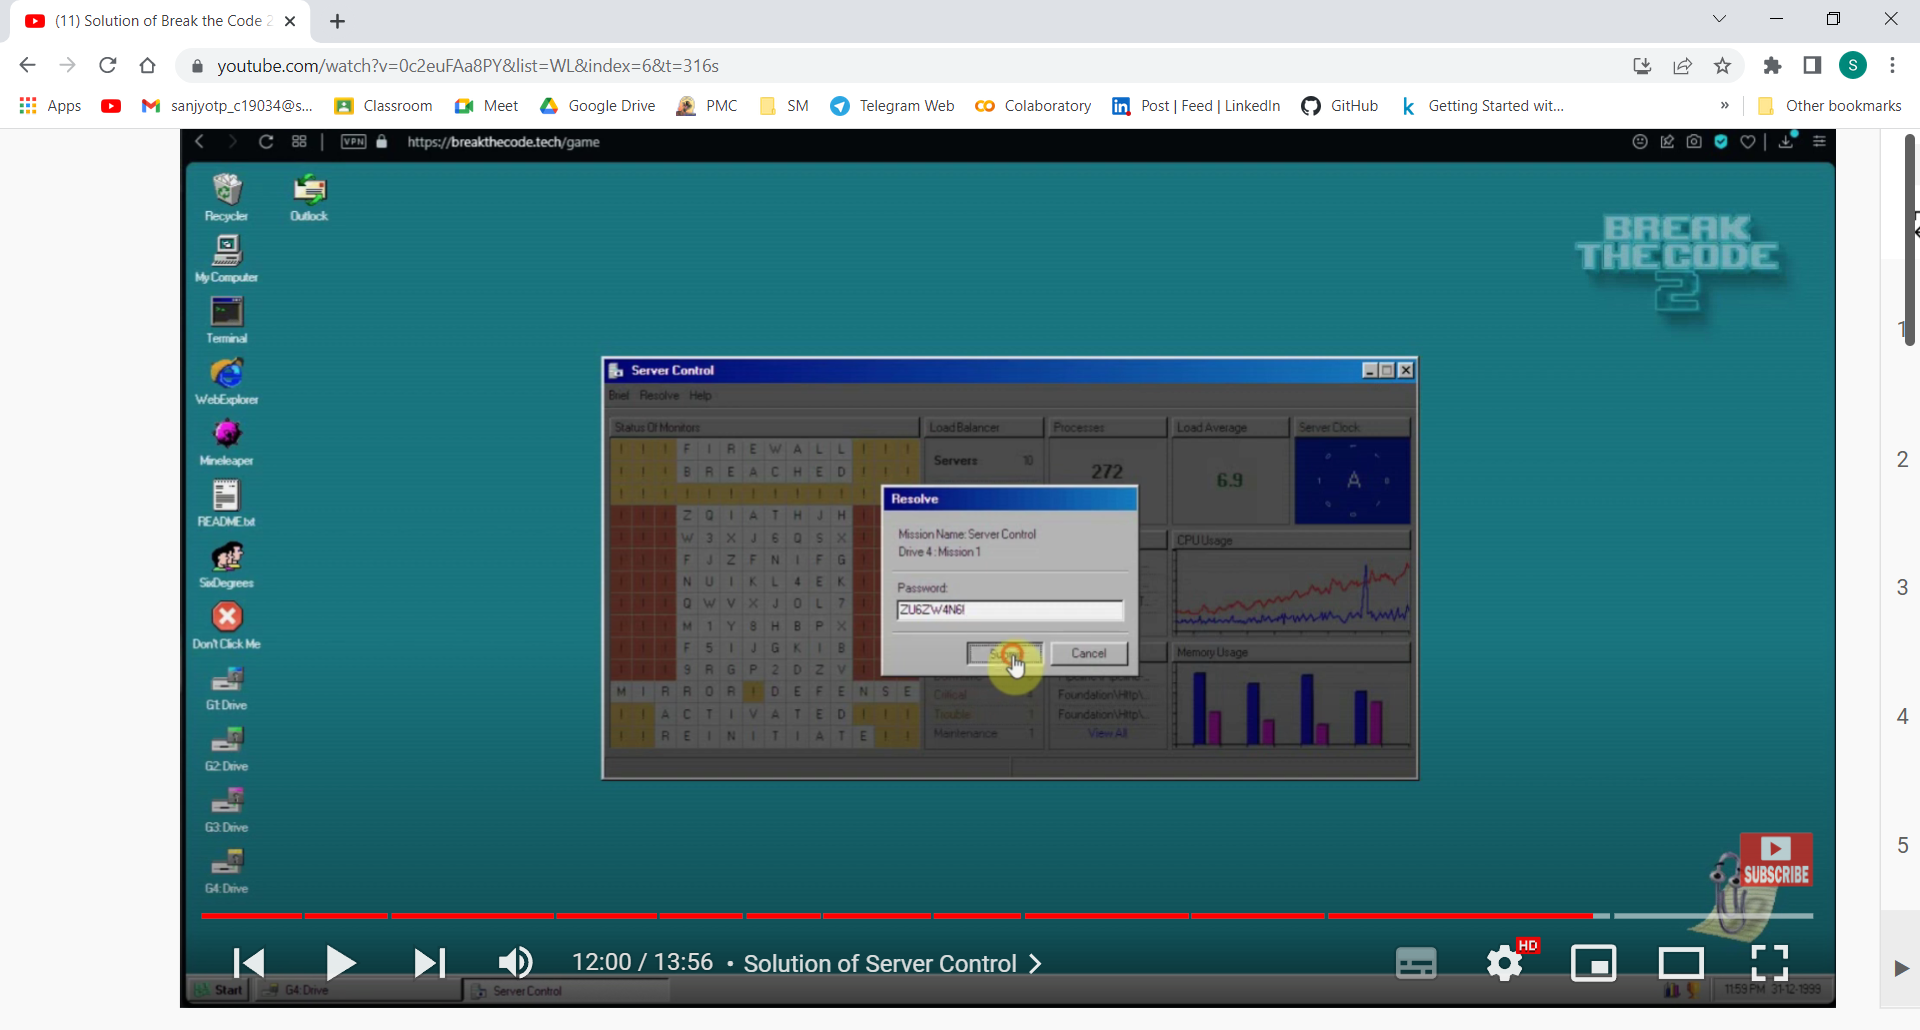 (11) Solution of Break the Code 2
youtube.com/watch?v=0c2euFAa8PY&list=WL&index=6&t=316s
S
Apps
sanjyotp_c19034@s...
Classroom
Meet
Google Drive
PMC
SM
Telegram Web
Colaboratory
Post | Feed | LinkedIn
GitHub
Getting Started wit...
»
Other bookmarks
VPN
https://breakthecode.tech/game
Recycler
Outlock
My Computer
Terminal
WebExplorer
Mineleaper
README.txt
SixDegrees
Don't Click Me
G1: Drive
G2: Drive
G3: Drive
G4: Drive
BREAK
THE CODE
2
Server Control
Brief Resolve Help
Status Of Monitors
Load Balancer
Processes
Load Average
Server Clock
! ! ! F I R E W A L L ! ! !
! ! ! B R E A C H E D ! ! !
! ! ! ! ! ! ! ! ! ! !
! ! ! Z Q I A T H J H !
! ! ! W 3 X J 6 Q S X !
! ! ! F J Z F N I F G !
! ! ! N U I K L 4 E K !
! ! ! Q W V X J O L 7 !
! ! ! M 1 Y 8 H B P X !
! ! ! F 5 I J G K I B !
! ! ! 9 R G P 2 D Z V !
M I R R O R ! D E F E N S E
! ! A C T I V A T E D ! ! !
! ! R E I N I T I A T E ! !
Servers 10
272
6.9
A
CPU Usage
Memory Usage
Resolve
Mission Name: Server Control
Drive 4 : Mission 1
Password:
ZU6ZW4N6!
Cancel
Critical 4
Trouble 1
Maintenance 1
Foundation\Http\...
Foundation\Http\...
View All
SUBSCRIBE
12:00 / 13:56 • Solution of Server Control
HD
Start
G4: Drive
Server Control
11:59 PM 31-12-1999
1
2
3
4
5